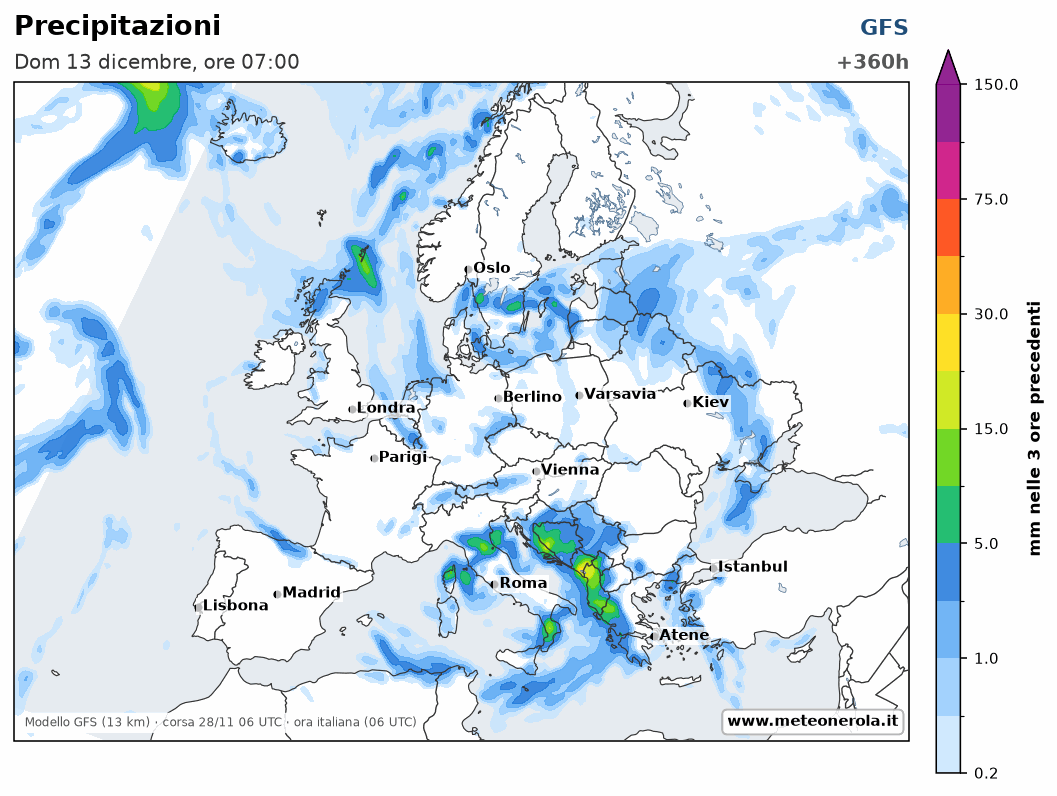 Precipitazioni
GFS
Dom 13 dicembre, ore 07:00
+360h
150.0
75.0
30.0
15.0
5.0
1.0
0.2
mm nelle 3 ore precedenti
Oslo
Berlino
Varsavia
Kiev
Londra
Parigi
Vienna
Istanbul
Roma
Madrid
Lisbona
Atene
Modello GFS (13 km) · corsa 28/11 06 UTC · ora italiana (06 UTC)
www.meteonerola.it